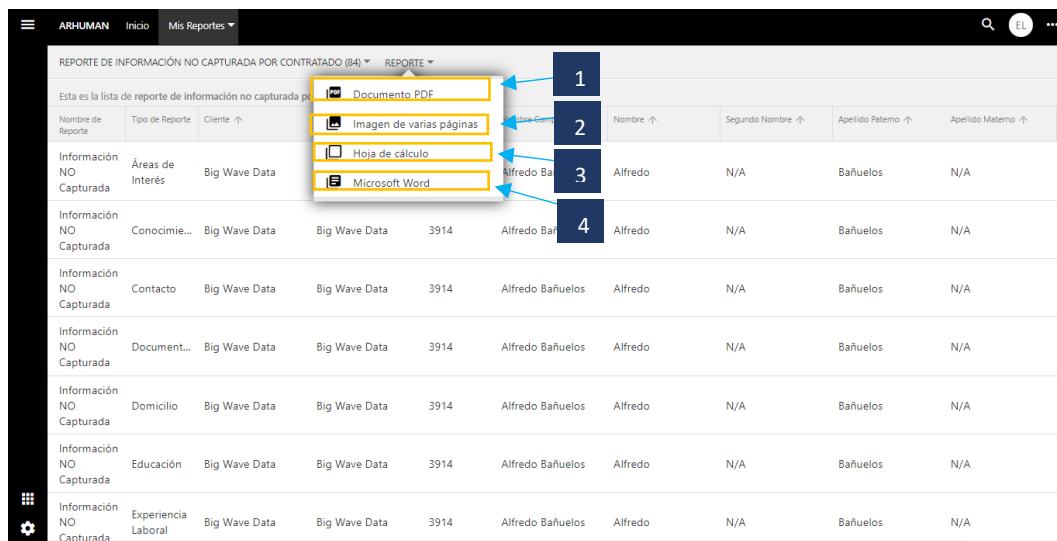 ARHUMAN Inicio Mis Reportes
EL
REPORTE DE INFORMACIÓN NO CAPTURADA POR CONTRATADO (84) REPORTE
Esta es la lista de reporte de información no capturada
PDF Documento PDF 1
Imagen de varias páginas 2
Hoja de cálculo 3
Microsoft Word 4
Nombre de Reporte Tipo de Reporte Cliente Nombre Nombre Segundo Nombre Apellido Paterno Apellido Materno
Información NO Capturada Áreas de Interés Big Wave Data Alfredo Alfredo N/A Bañuelos N/A
Información NO Capturada Conocimie... Big Wave Data Big Wave Data 3914 Alfredo Alfredo N/A Bañuelos N/A
Información NO Capturada Contacto Big Wave Data Big Wave Data 3914 Alfredo Bañuelos Alfredo N/A Bañuelos N/A
Información NO Capturada Document... Big Wave Data Big Wave Data 3914 Alfredo Bañuelos Alfredo N/A Bañuelos N/A
Información NO Capturada Domicilio Big Wave Data Big Wave Data 3914 Alfredo Bañuelos Alfredo N/A Bañuelos N/A
Información NO Capturada Educación Big Wave Data Big Wave Data 3914 Alfredo Bañuelos Alfredo N/A Bañuelos N/A
Información NO Capturada Experiencia Laboral Big Wave Data Big Wave Data 3914 Alfredo Bañuelos Alfredo N/A Bañuelos N/A